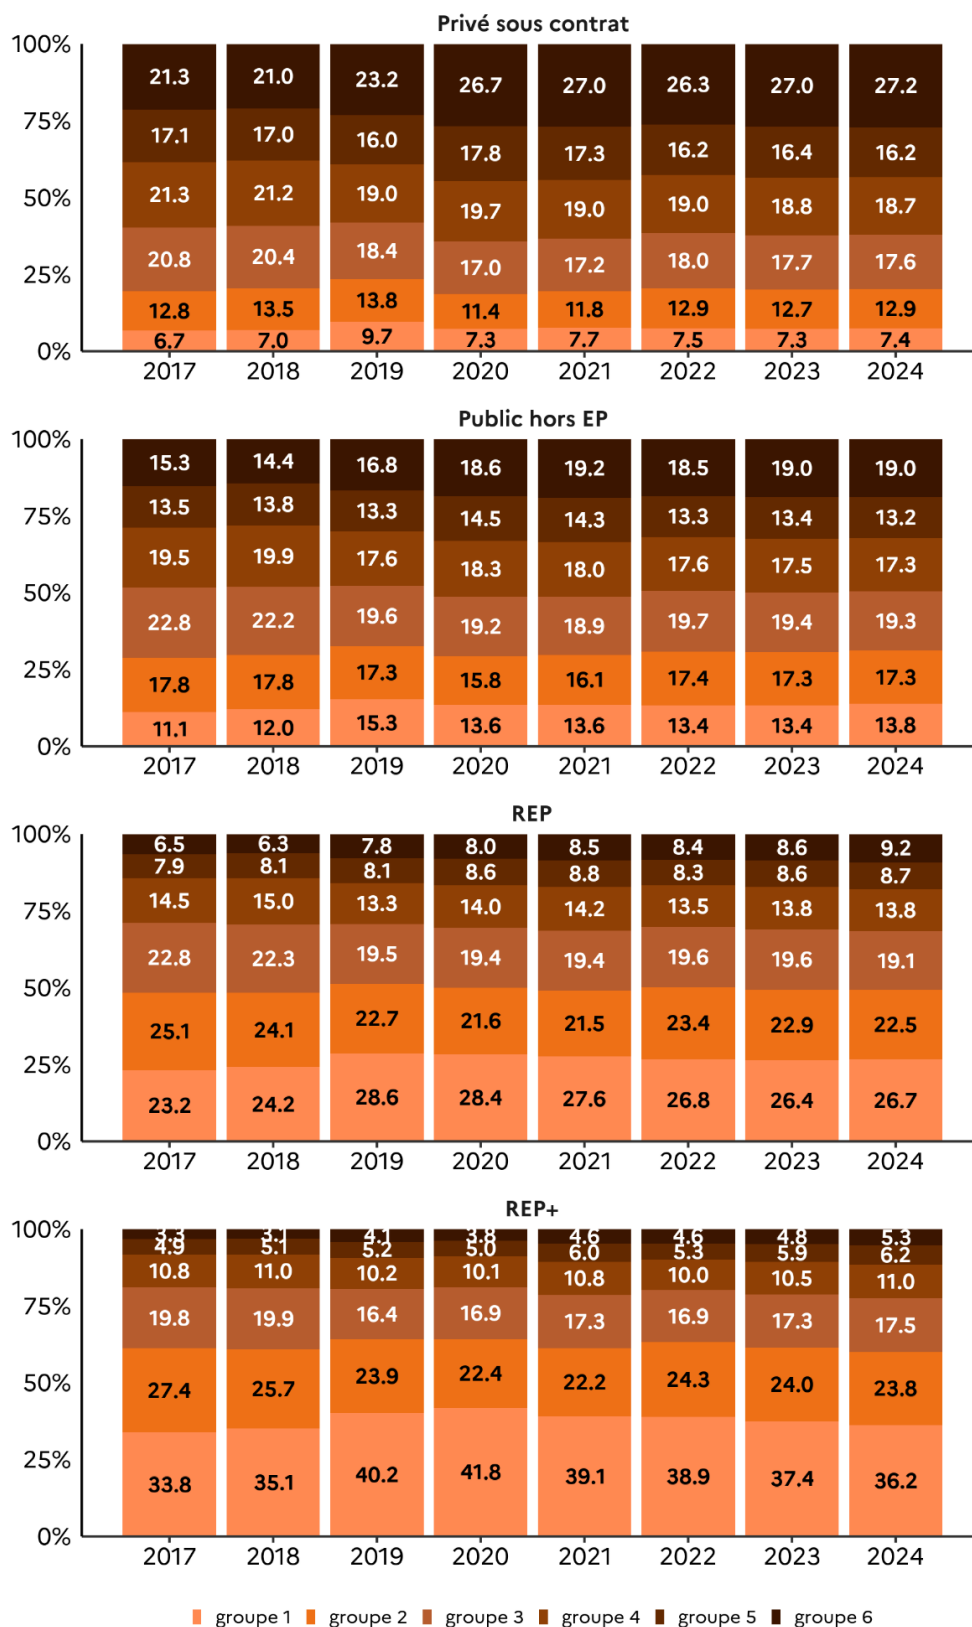 Privé sous contrat
100%
21.3 21.0 23.2 26.7 27.0 26.3 27.0 27.2
75%
17.1 17.0 16.0 17.8 17.3 16.2 16.4 16.2
50%
21.3 21.2 19.0 19.7 19.0 19.0 18.8 18.7
20.8 20.4 18.4 17.0 17.2 18.0 17.7 17.6
25%
12.8 13.5 13.8 11.4 11.8 12.9 12.7 12.9
6.7 7.0 9.7 7.3 7.7 7.5 7.3 7.4
0%
2017 2018 2019 2020 2021 2022 2023 2024
Public hors EP
100%
15.3 14.4 16.8 18.6 19.2 18.5 19.0 19.0
75%
13.5 13.8 13.3 14.5 14.3 13.3 13.4 13.2
19.5 19.9 17.6 18.3 18.0 17.6 17.5 17.3
50%
22.8 22.2 19.6 19.2 18.9 19.7 19.4 19.3
25%
17.8 17.8 17.3 15.8 16.1 17.4 17.3 17.3
11.1 12.0 15.3 13.6 13.6 13.4 13.4 13.8
0%
2017 2018 2019 2020 2021 2022 2023 2024
REP
100%
6.5 6.3 7.8 8.0 8.5 8.4 8.6 9.2
7.9 8.1 8.1 8.6 8.8 8.3 8.6 8.7
75%
14.5 15.0 13.3 14.0 14.2 13.5 13.8 13.8
22.8 22.3 19.5 19.4 19.4 19.6 19.6 19.1
50%
25.1 24.1 22.7 21.6 21.5 23.4 22.9 22.5
25%
23.2 24.2 28.6 28.4 27.6 26.8 26.4 26.7
0%
2017 2018 2019 2020 2021 2022 2023 2024
REP+
100%
3.3 3.1 4.1 3.8 4.6 4.6 4.8 5.3
4.9 5.1 5.2 5.0 6.0 5.3 5.9 6.2
10.8 11.0 10.2 10.1 10.8 10.0 10.5 11.0
75%
19.8 19.9 16.4 16.9 17.3 16.9 17.3 17.5
50%
27.4 25.7 23.9 22.4 22.2 24.3 24.0 23.8
25%
33.8 35.1 40.2 41.8 39.1 38.9 37.4 36.2
0%
2017 2018 2019 2020 2021 2022 2023 2024
groupe 1 groupe 2 groupe 3 groupe 4 groupe 5 groupe 6